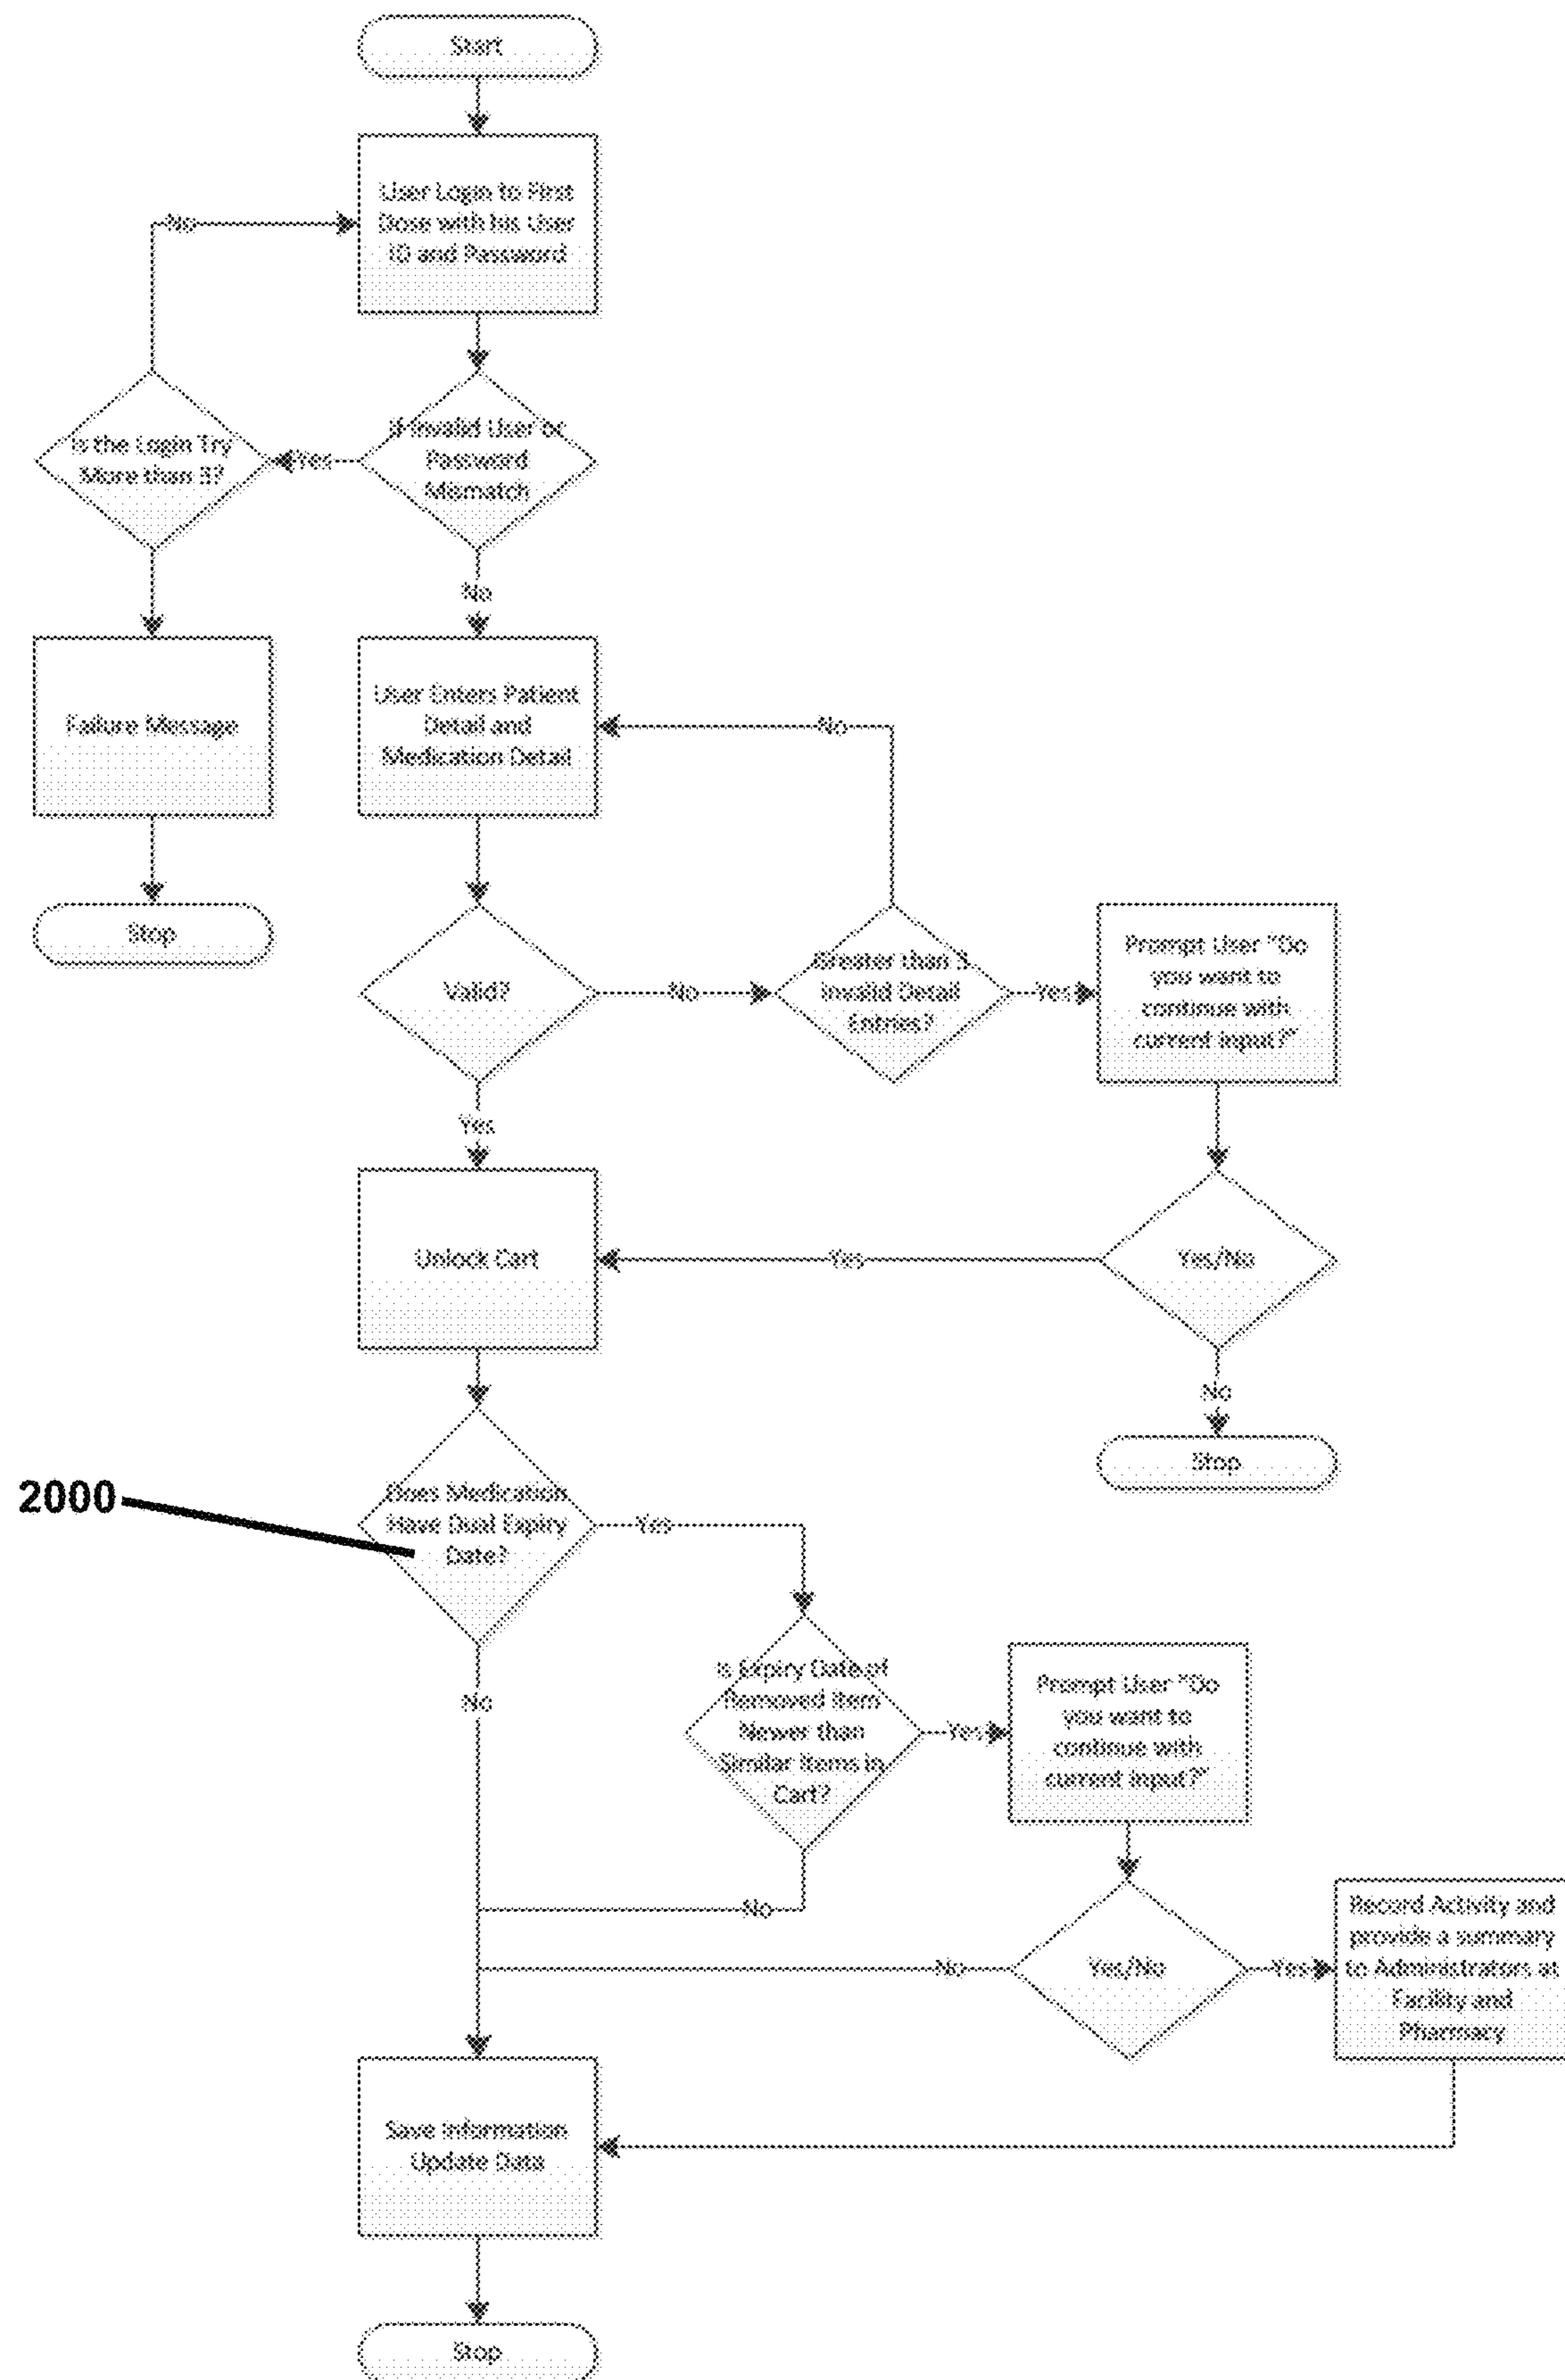 Start
User Login to First
Dose with his User
ID and Password
No
Is the Login Try
More than 3?
Yes
If Invalid User or
Password
Mismatch
No
Failure Message
User Enters Patient
Detail and
Medication Detail
No
Stop
Valid?
No
Greater than 3
Invalid Detail
Entries?
Yes
Prompt User "Do
you want to
continue with
current input?"
Yes
Unlock Cart
Yes
Yes/No
No
Stop
2000
Does Medication
Have Dual Expiry
Date?
Yes
No
Is Expiry Date of
Removed item
Newer than
Similar items in
Cart?
Yes
Prompt User "Do
you want to
continue with
current input?"
No
No
Yes/No
Yes
Record Activity and
provide a summary
to Administrators at
Facility and
Pharmacy
Save Information
Update Data
Stop